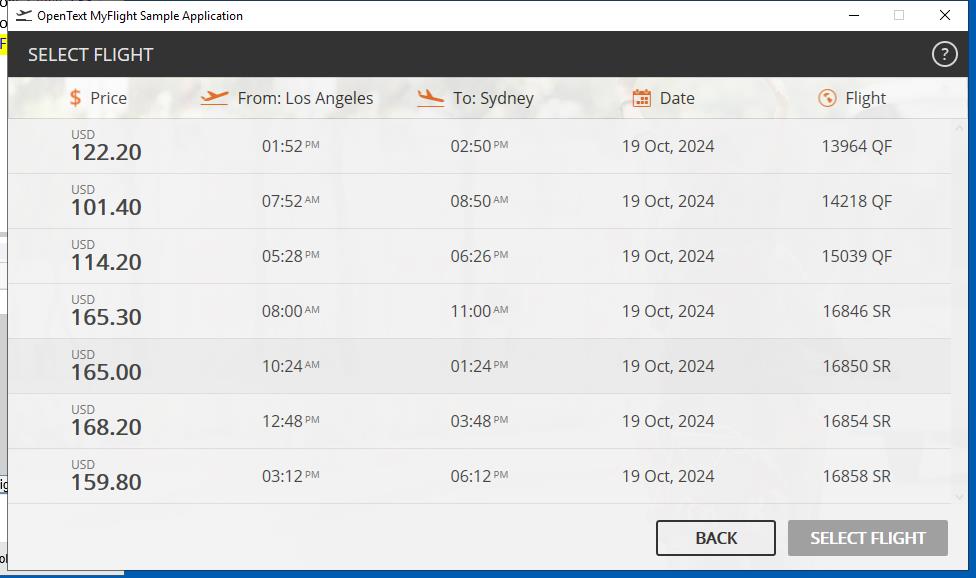 OpenText MyFlight Sample Application
SELECT FLIGHT ?
$ Price From: Los Angeles To: Sydney Date Flight
USD
122.20 01:52 PM 02:50 PM 19 Oct, 2024 13964 QF
USD
101.40 07:52 AM 08:50 AM 19 Oct, 2024 14218 QF
USD
114.20 05:28 PM 06:26 PM 19 Oct, 2024 15039 QF
USD
165.30 08:00 AM 11:00 AM 19 Oct, 2024 16846 SR
USD
165.00 10:24 AM 01:24 PM 19 Oct, 2024 16850 SR
USD
168.20 12:48 PM 03:48 PM 19 Oct, 2024 16854 SR
USD
159.80 03:12 PM 06:12 PM 19 Oct, 2024 16858 SR
BACK SELECT FLIGHT